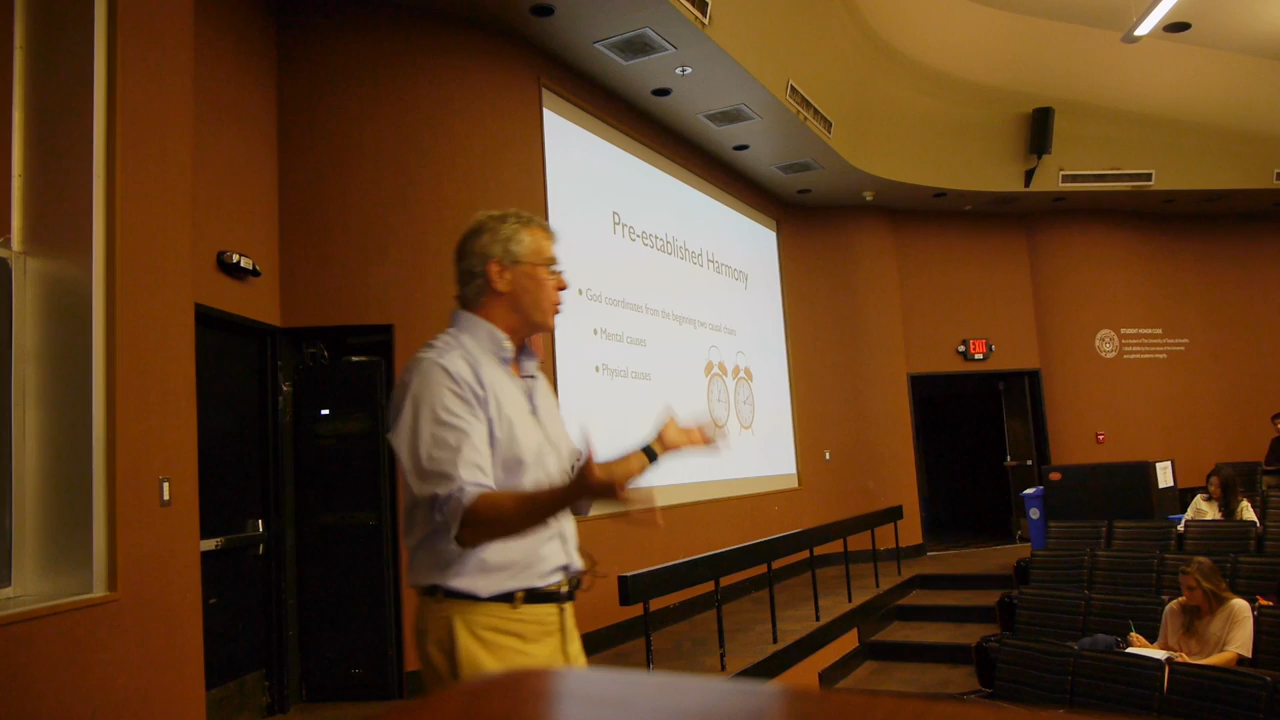 Pre-established Harmony
• God coordinates from the beginning two causal chains
• Mental causes
• Physical causes
EXIT
STUDENT HONOR CODE